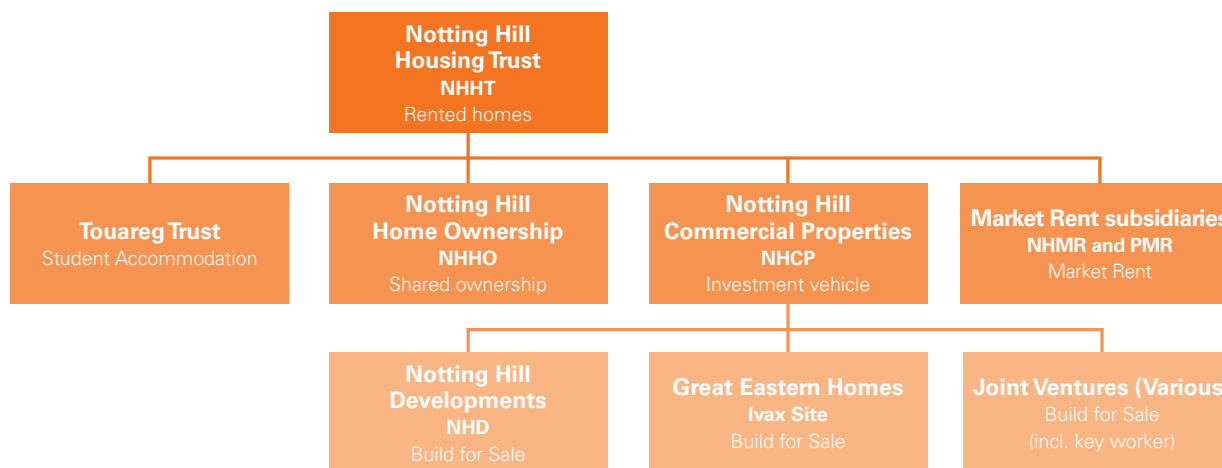 Notting Hill
Housing Trust
NHHT
Rented homes
Touareg Trust
Student Accommodation
Notting Hill
Home Ownership
NHHO
Shared ownership
Notting Hill
Commercial Properties
NHCP
Investment vehicle
Market Rent subsidiaries
NHMR and PMR
Market Rent
Notting Hill
Developments
NHD
Build for Sale
Great Eastern Homes
Ivax Site
Build for Sale
Joint Ventures (Various
Build for Sale
(incl. key worker)